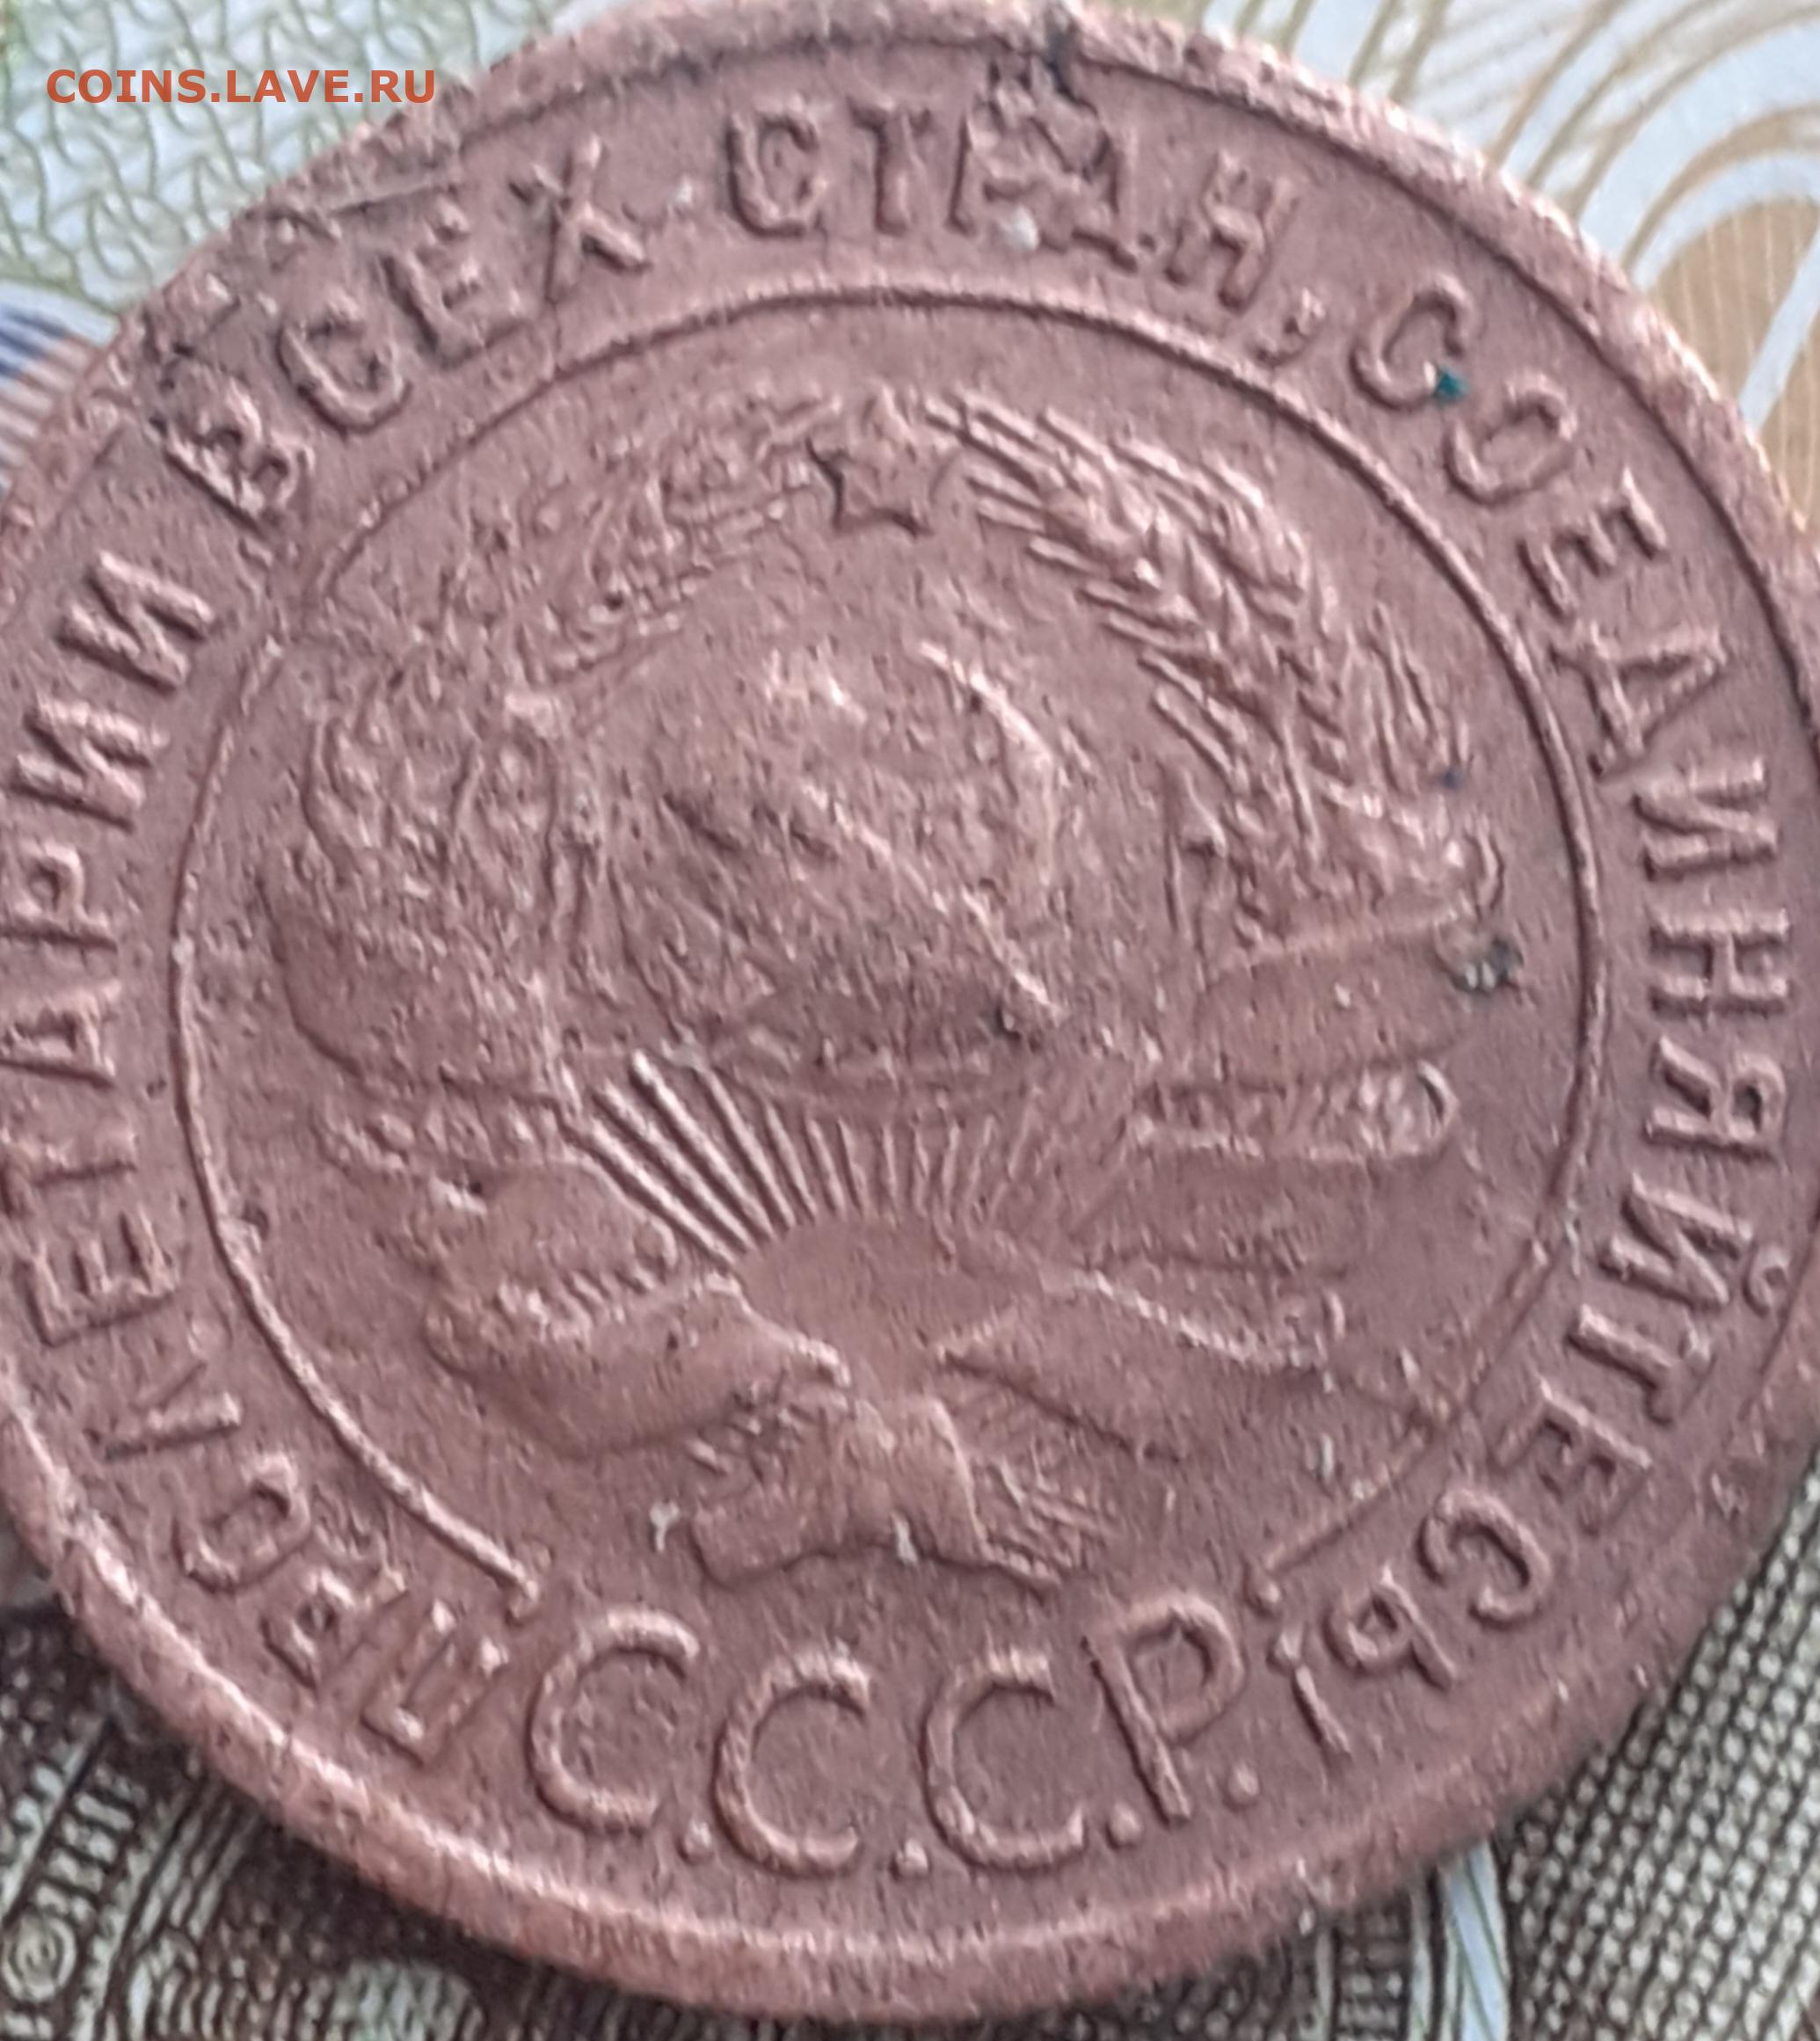 COINS.LAVE.RU
ПРОЛЕТАРИИ ВСЕХ СТРАН, СОЕДИНЯЙТЕСЬ!
С.С.С.Р.